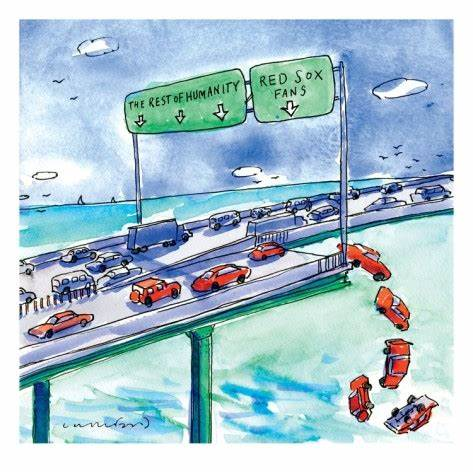 THE REST OF HUMANITY
RED SOX
FANS